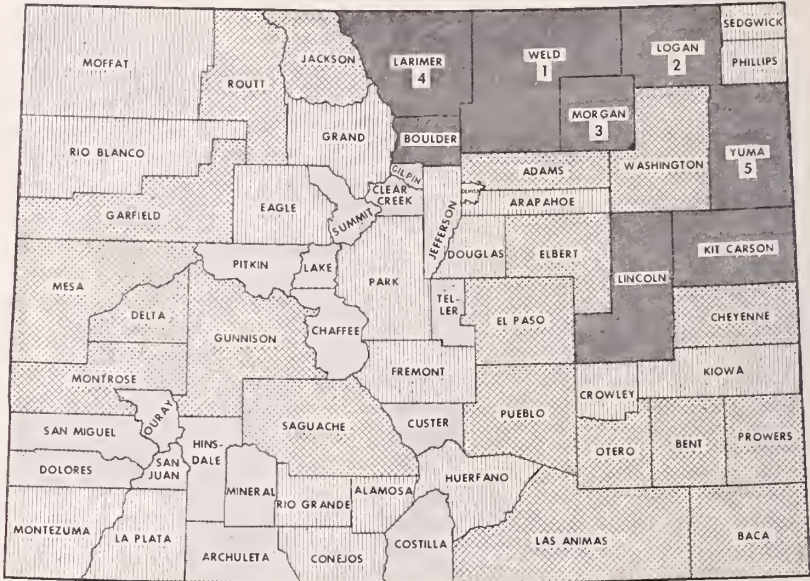 SEDGWICK
LOGAN
2
WELD
1
LARIMER
4
JACKSON
MOFFAT
ROUTT
PHILLIPS
MORGAN
3
GRAND
BOULDER
YUMA
5
RIO BLANCO
GILPIN
ADAMS
WASHINGTON
CLEAR
CREEK
ARAPAHOE
GARFIELD
EAGLE
SUMMIT
JEFFERSON
DOUGLAS
ELBERT
KIT CARSON
PITKIN
LAKE
PARK
LINCOLN
MESA
TEL-
LER
EL PASO
CHEYENNE
DELTA
GUNNISON
CHAFFEE
FREMONT
KIOWA
MONTROSE
CROWLEY
OURAY
SAN MIGUEL
SAGUACHE
CUSTER
PUEBLO
OTERO
BENT
PROWERS
HINS-
DALE
DOLORES
SAN
JUAN
MINERAL
RIO GRANDE
ALAMOSA
HUERFANO
MONTEZUMA
LA PLATA
ARCHULETA
CONEJOS
COSTILLA
LAS ANIMAS
BACA